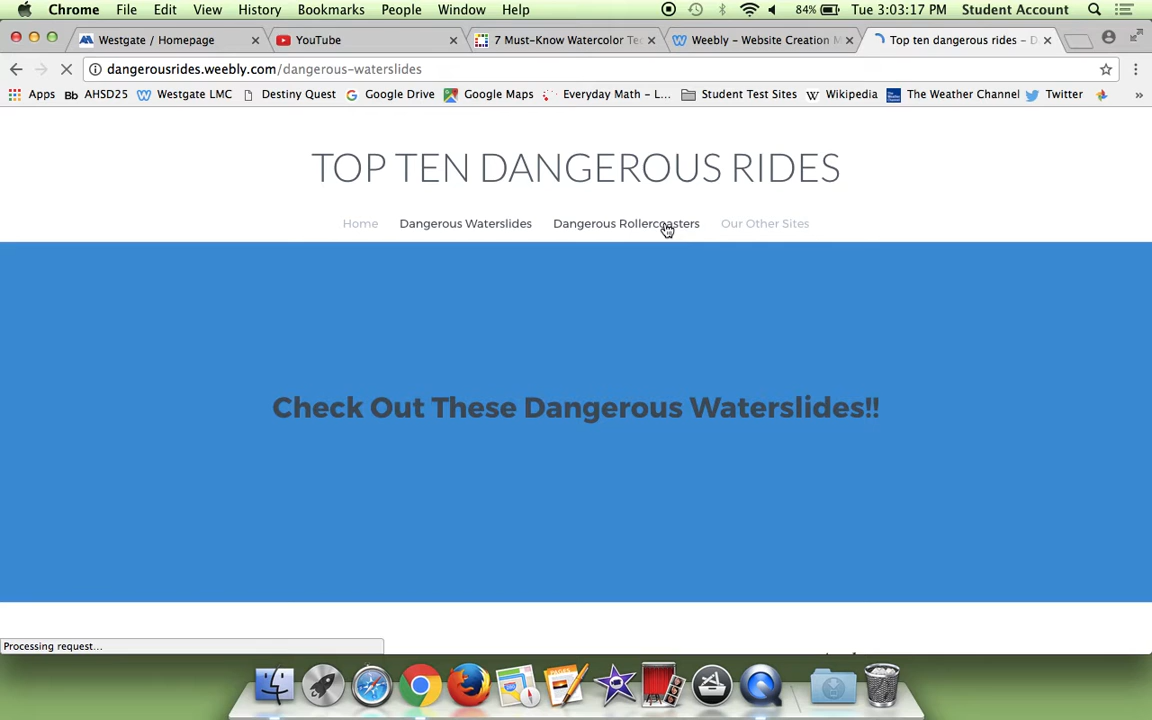 Chrome File Edit View History Bookmarks People Window Help 84% Tue 3:03:17 PM Student Account
Westgate / Homepage YouTube 7 Must-Know Watercolor Tec Weebly - Website Creation M Top ten dangerous rides - D
dangerousrides.weebly.com/dangerous-waterslides
Apps Bb AHSD25 Westgate LMC Destiny Quest Google Drive Google Maps Everyday Math – L... Student Test Sites W Wikipedia The Weather Channel Twitter »
TOP TEN DANGEROUS RIDES
Home Dangerous Waterslides Dangerous Rollercoasters Our Other Sites
Check Out These Dangerous Waterslides!!
Processing request...